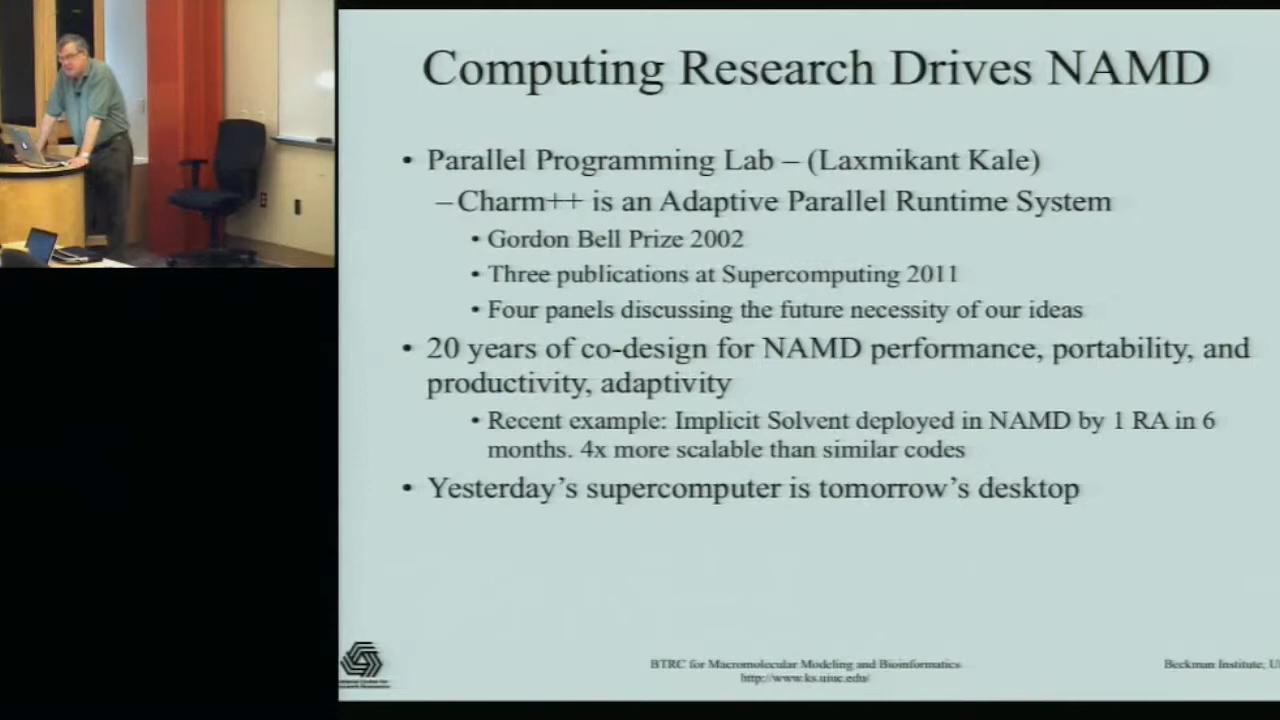 Computing Research Drives NAMD
• Parallel Programming Lab – (Laxmikant Kale)
– Charm++ is an Adaptive Parallel Runtime System
• Gordon Bell Prize 2002
• Three publications at Supercomputing 2011
• Four panels discussing the future necessity of our ideas
• 20 years of co-design for NAMD performance, portability, and
productivity, adaptivity
• Recent example: Implicit Solvent deployed in NAMD by 1 RA in 6
months. 4x more scalable than similar codes
• Yesterday's supercomputer is tomorrow's desktop
BTRC for Macromolecular Modeling and Bioinformatics
http://www.ks.uiuc.edu/
Beckman Institute,